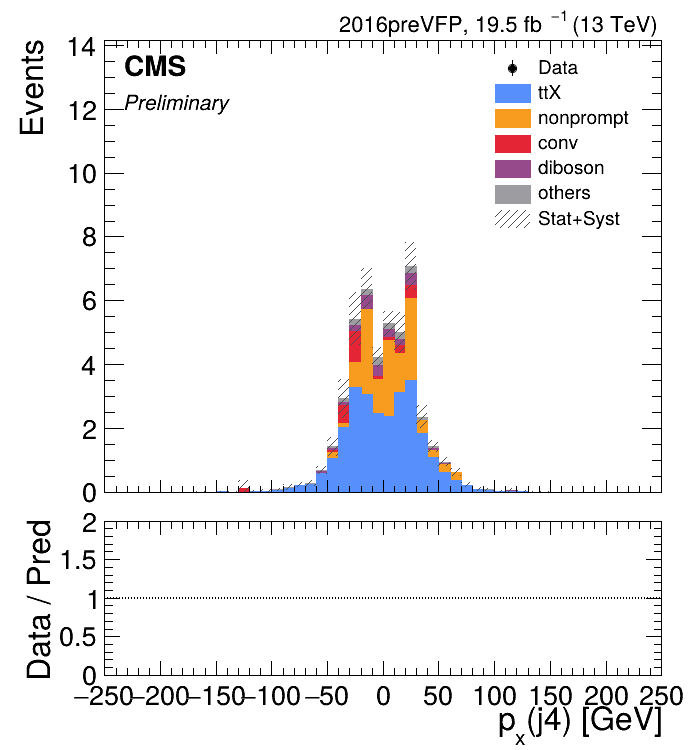 2016preVFP, 19.5 fb⁻¹ (13 TeV)
Events
14
12
10
8
6
4
2
0
CMS
Preliminary
Data
ttX
nonprompt
conv
diboson
others
Stat+Syst
Data / Pred
2
1.5
1
0.5
0
−250 −200 −150 −100 −50 0 50 100 150 200 250
pₓ(j4) [GeV]